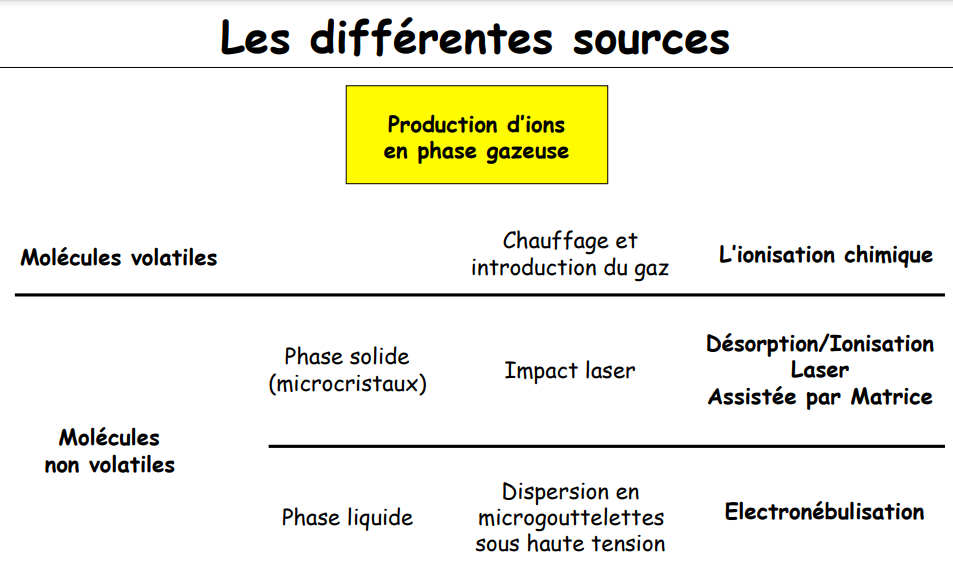 Les différentes sources
Production d'ions
en phase gazeuse
Molécules volatiles
Chauffage et
introduction du gaz
L'ionisation chimique
Phase solide
(microcristaux)
Impact laser
Désorption/Ionisation
Laser
Assistée par Matrice
Molécules
non volatiles
Phase liquide
Dispersion en
microgouttelettes
sous haute tension
Electronébulisation